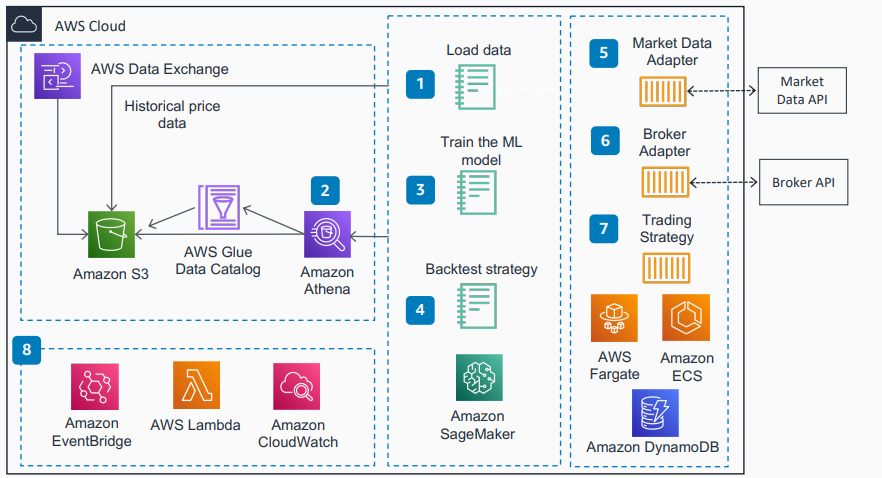 AWS Cloud
AWS Data Exchange
Historical price
data
2
Amazon S3
AWS Glue
Data Catalog
Amazon
Athena
8
Amazon
EventBridge
AWS Lambda
Amazon
CloudWatch
Load data
1
Train the ML
model
3
Backtest strategy
4
Amazon
SageMaker
5
Market Data
Adapter
6
Broker
Adapter
7
Trading
Strategy
AWS
Fargate
Amazon
ECS
Amazon DynamoDB
Market
Data API
Broker API